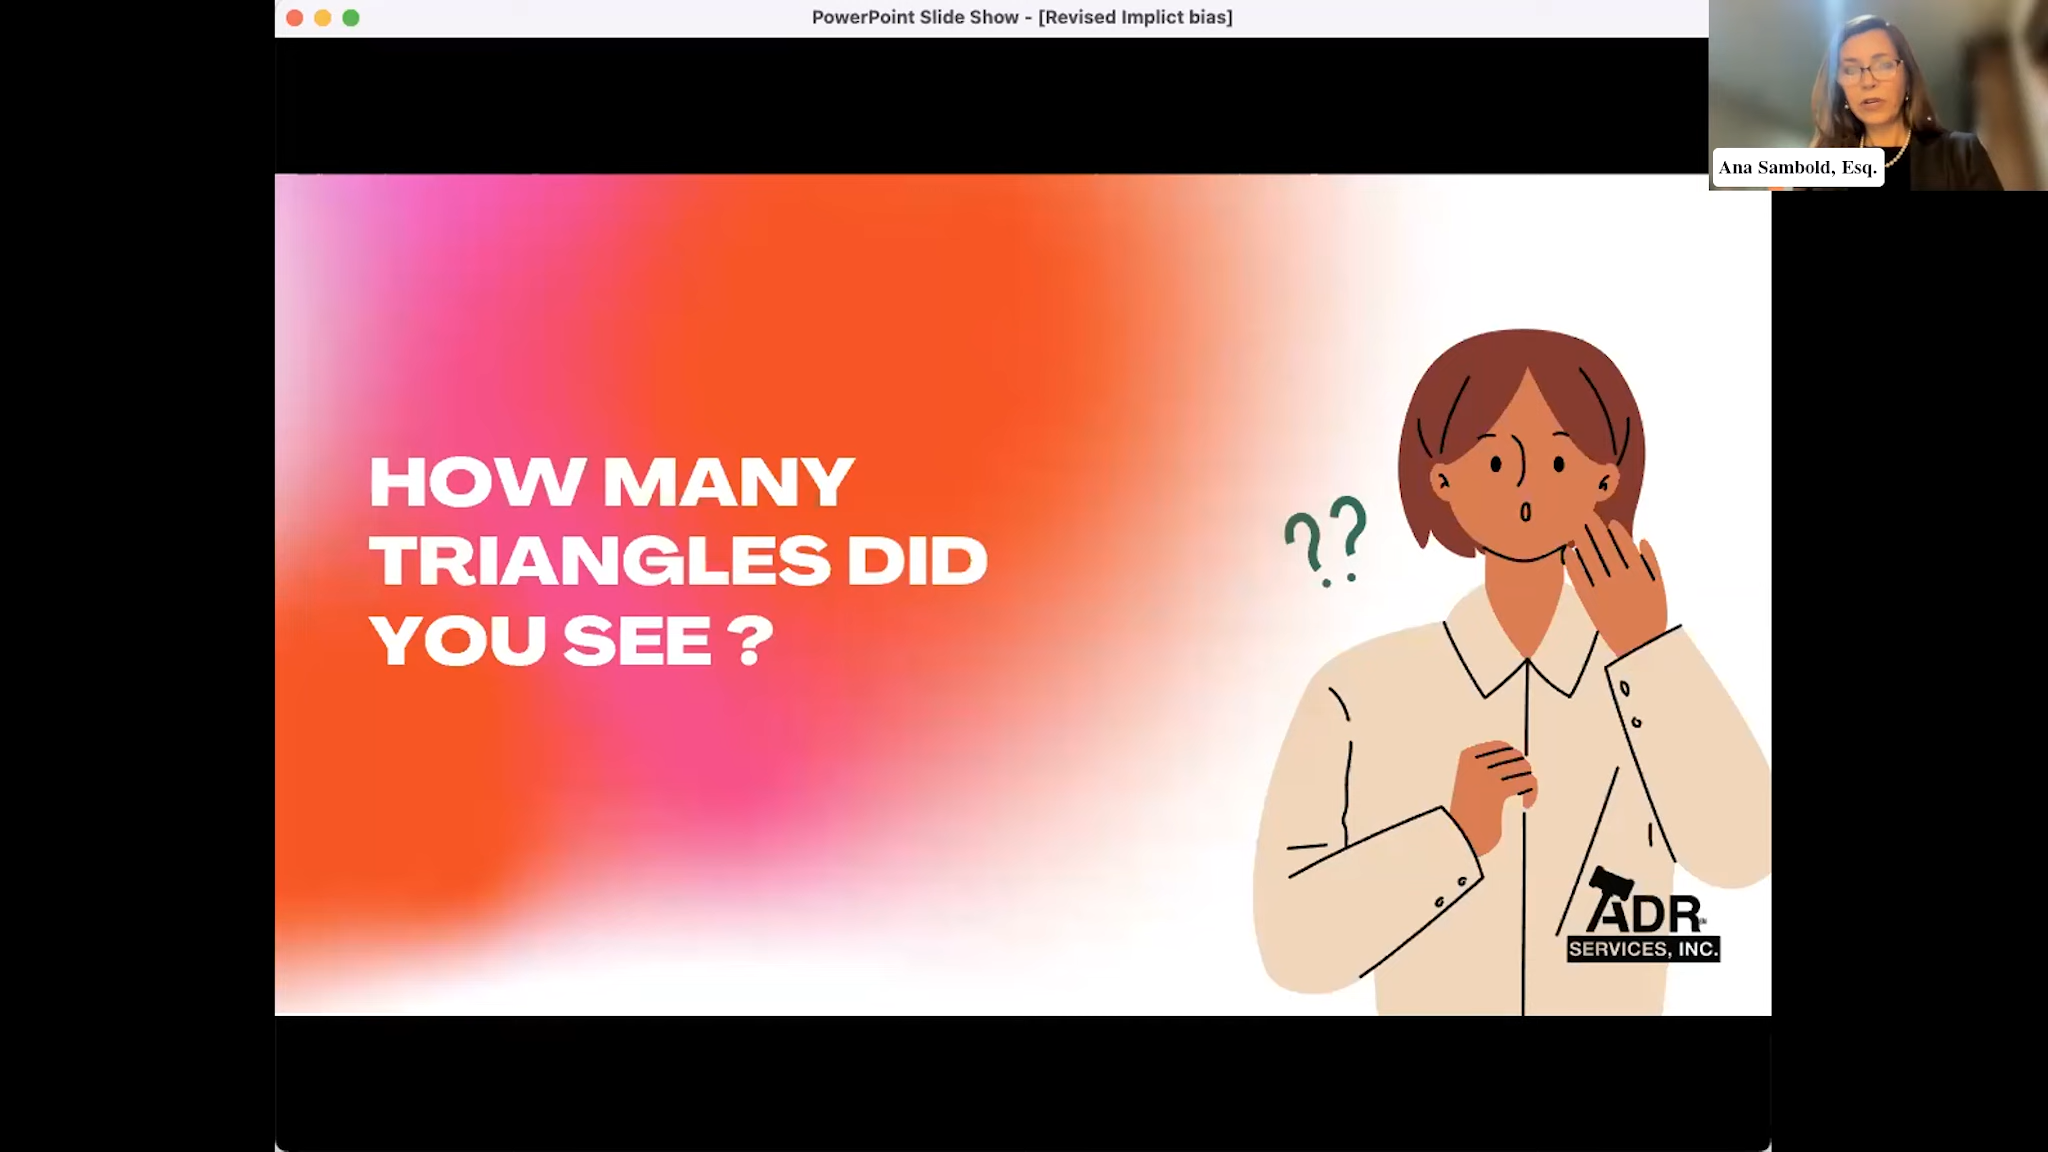 PowerPoint Slide Show - [Revised Implict bias]
Ana Sambold, Esq.
HOW MANY
TRIANGLES DID
YOU SEE ?
??
ADR
SERVICES, INC.